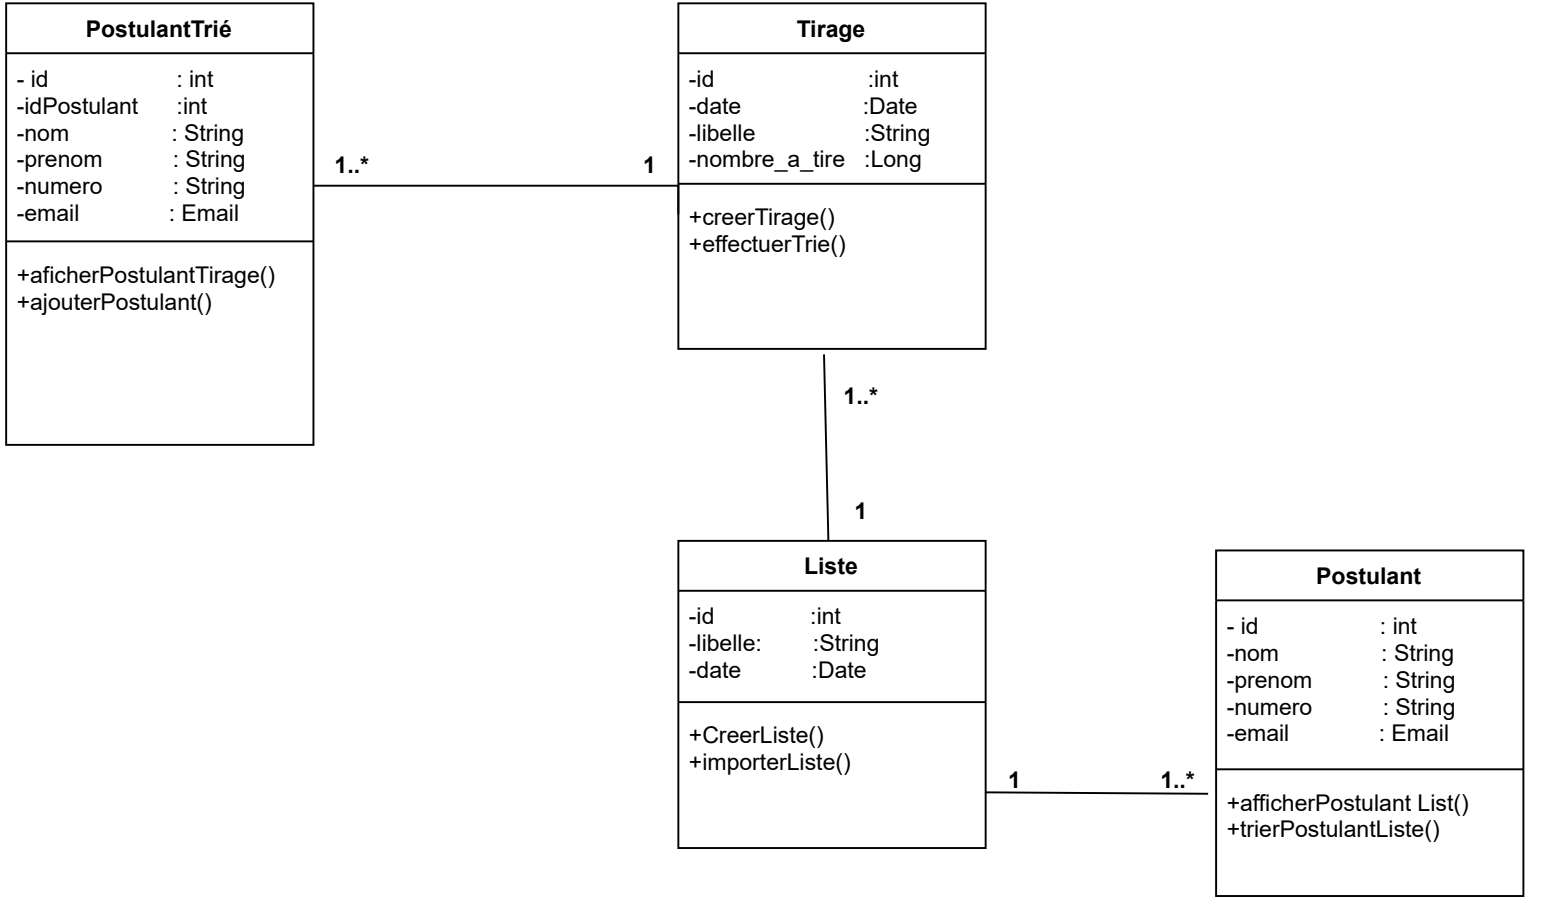 PostulantTrié
- id : int
-idPostulant :int
-nom : String
-prenom : String
-numero : String
-email : Email
+aficherPostulantTirage()
+ajouterPostulant()
1..*
1
Tirage
-id :int
-date :Date
-libelle :String
-nombre_a_tire :Long
+creerTirage()
+effectuerTrie()
1..*
1
Liste
-id :int
-libelle: :String
-date :Date
+CreerListe()
+importerListe()
1
1..*
Postulant
- id : int
-nom : String
-prenom : String
-numero : String
-email : Email
+afficherPostulant List()
+trierPostulantListe()